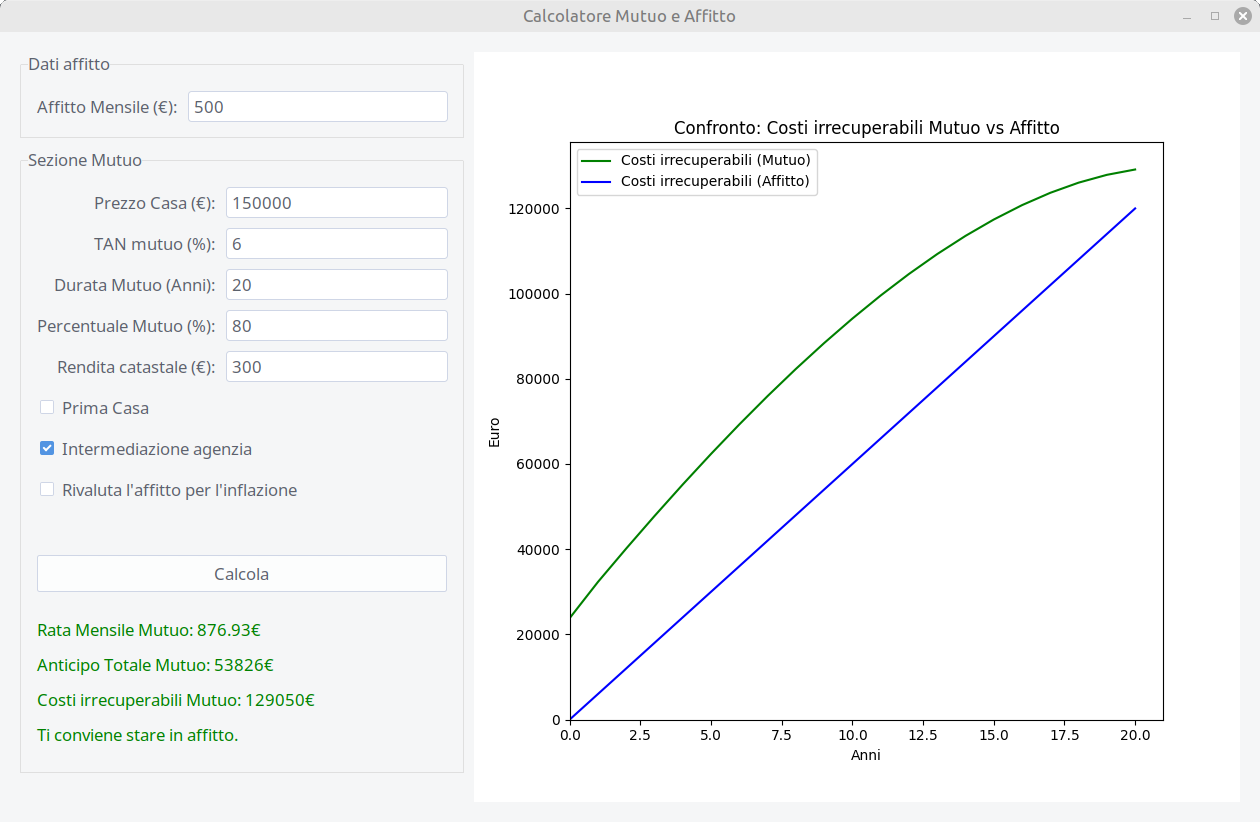 Calcolatore Mutuo e Affitto
Dati affitto
Affitto Mensile (€): 500
Sezione Mutuo
Prezzo Casa (€): 150000
TAN mutuo (%): 6
Durata Mutuo (Anni): 20
Percentuale Mutuo (%): 80
Rendita catastale (€): 300
Prima Casa
Intermediazione agenzia
Rivaluta l'affitto per l'inflazione
Calcola
Rata Mensile Mutuo: 876.93€
Anticipo Totale Mutuo: 53826€
Costi irrecuperabili Mutuo: 129050€
Ti conviene stare in affitto.
Confronto: Costi irrecuperabili Mutuo vs Affitto
Costi irrecuperabili (Mutuo)
Costi irrecuperabili (Affitto)
120000
100000
80000
60000
40000
20000
0
Euro
0.0 2.5 5.0 7.5 10.0 12.5 15.0 17.5 20.0
Anni